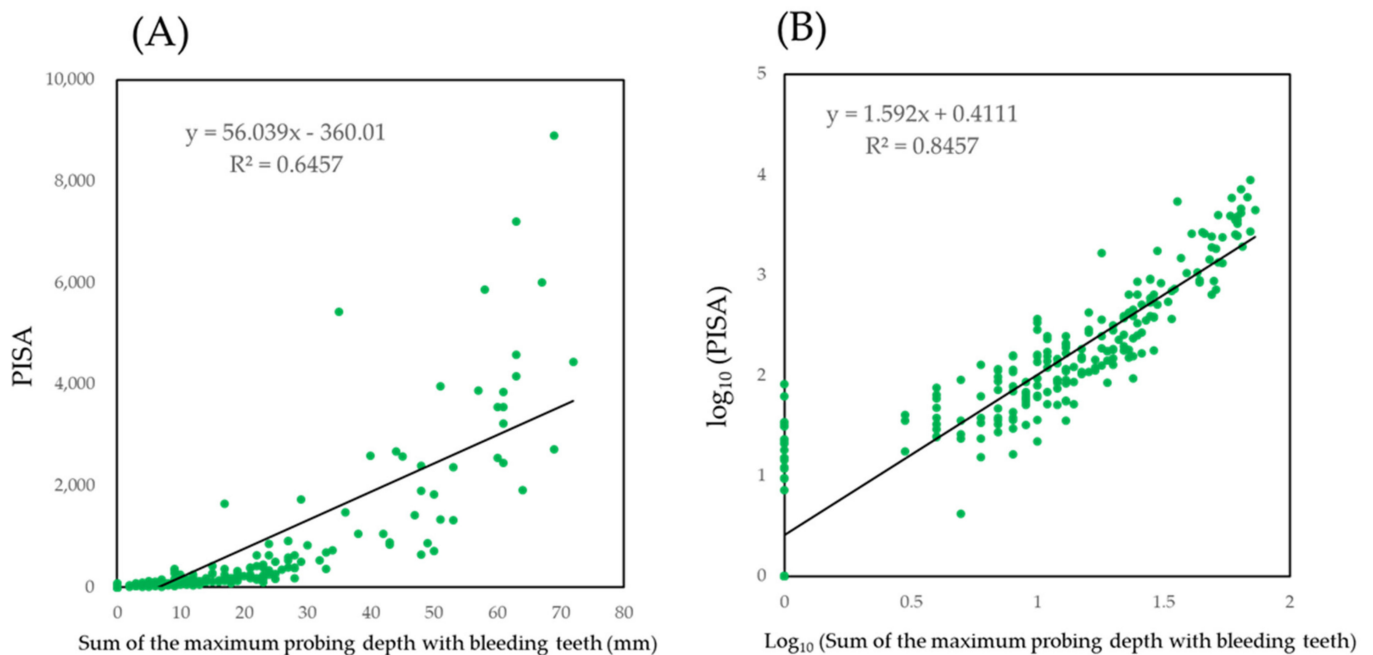 (A)
10,000
8,000
6,000
4,000
2,000
0
PISA
y = 56.039x - 360.01
R² = 0.6457
0 10 20 30 40 50 60 70 80
Sum of the maximum probing depth with bleeding teeth (mm)
(B)
5
4
3
2
1
0
log₁₀ (PISA)
y = 1.592x + 0.4111
R² = 0.8457
0 0.5 1 1.5 2
Log₁₀ (Sum of the maximum probing depth with bleeding teeth)